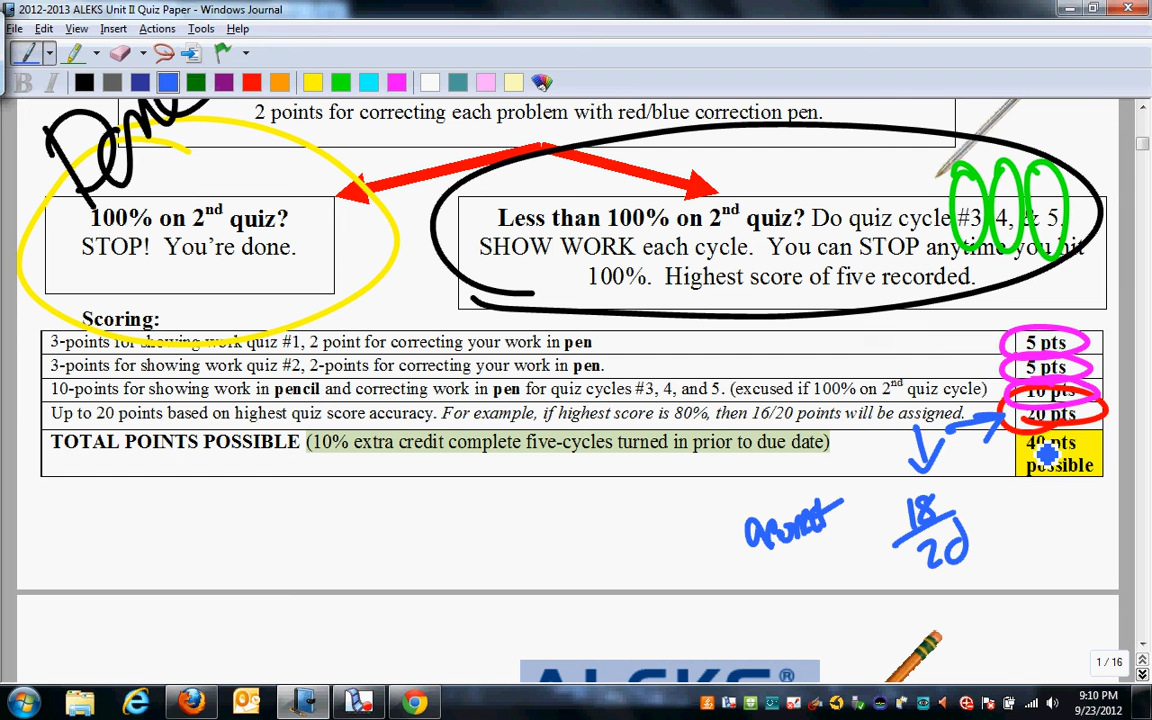 2012-2013 ALEKS Unit II Quiz Paper - Windows Journal
File Edit View Insert Actions Tools Help
B I
Done
2 points for correcting each problem with red/blue correction pen.
100% on 2nd quiz?
STOP! You're done.
Less than 100% on 2nd quiz? Do quiz cycle #3, 4, & 5.
SHOW WORK each cycle. You can STOP anytime you hit
100%. Highest score of five recorded.
Scoring:
3-points for showing work quiz #1, 2 point for correcting your work in pen 5 pts
3-points for showing work quiz #2, 2-point for correcting your work in pen. 5 pts
10-points for showing work in pencil and correcting work in pen for quiz cycles #3, 4, and 5. (excused if 100% on 2nd quiz cycle) 10 pts
Up to 20 points based on highest quiz score accuracy. For example, if highest score is 80%, then 16/20 points will be assigned. 20 pts
TOTAL POINTS POSSIBLE (10% extra credit complete five-cycles turned in prior to due date) 40 pts
possible
18
20
ALEKS®
1 / 16
9:10 PM
9/23/2012